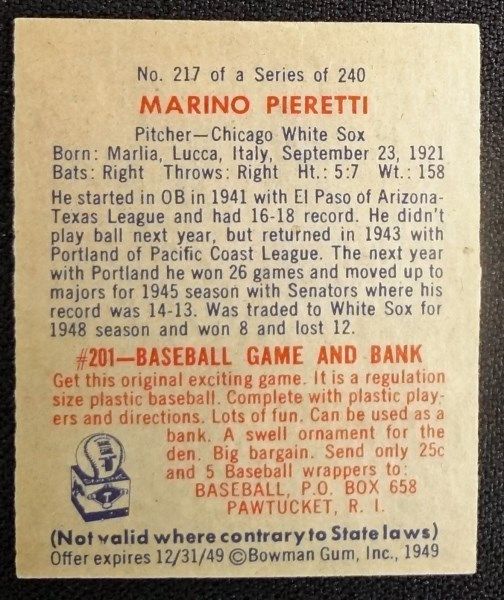 No. 217 of a Series of 240
MARINO PIERETTI
Pitcher—Chicago White Sox
Born: Marlia, Lucca, Italy, September 23, 1921
Bats: Right Throws: Right Ht.: 5:7 Wt.: 158
He started in OB in 1941 with El Paso of Arizona-
Texas League and had 16-18 record. He didn't
play ball next year, but returned in 1943 with
Portland of Pacific Coast League. The next year
with Portland he won 26 games and moved up to
majors for 1945 season with Senators where his
record was 14-13. Was traded to White Sox for
1948 season and won 8 and lost 12.
#201—BASEBALL GAME AND BANK
Get this original exciting game. It is a regulation
size plastic baseball. Complete with plastic play-
ers and directions. Lots of fun. Can be used as a
bank. A swell ornament for the
den. Big bargain. Send only 25c
and 5 Baseball wrappers to:
BASEBALL, P.O. BOX 658
PAWTUCKET, R. I.
(Not valid where contrary to State laws)
Offer expires 12/31/49 ©Bowman Gum, Inc., 1949